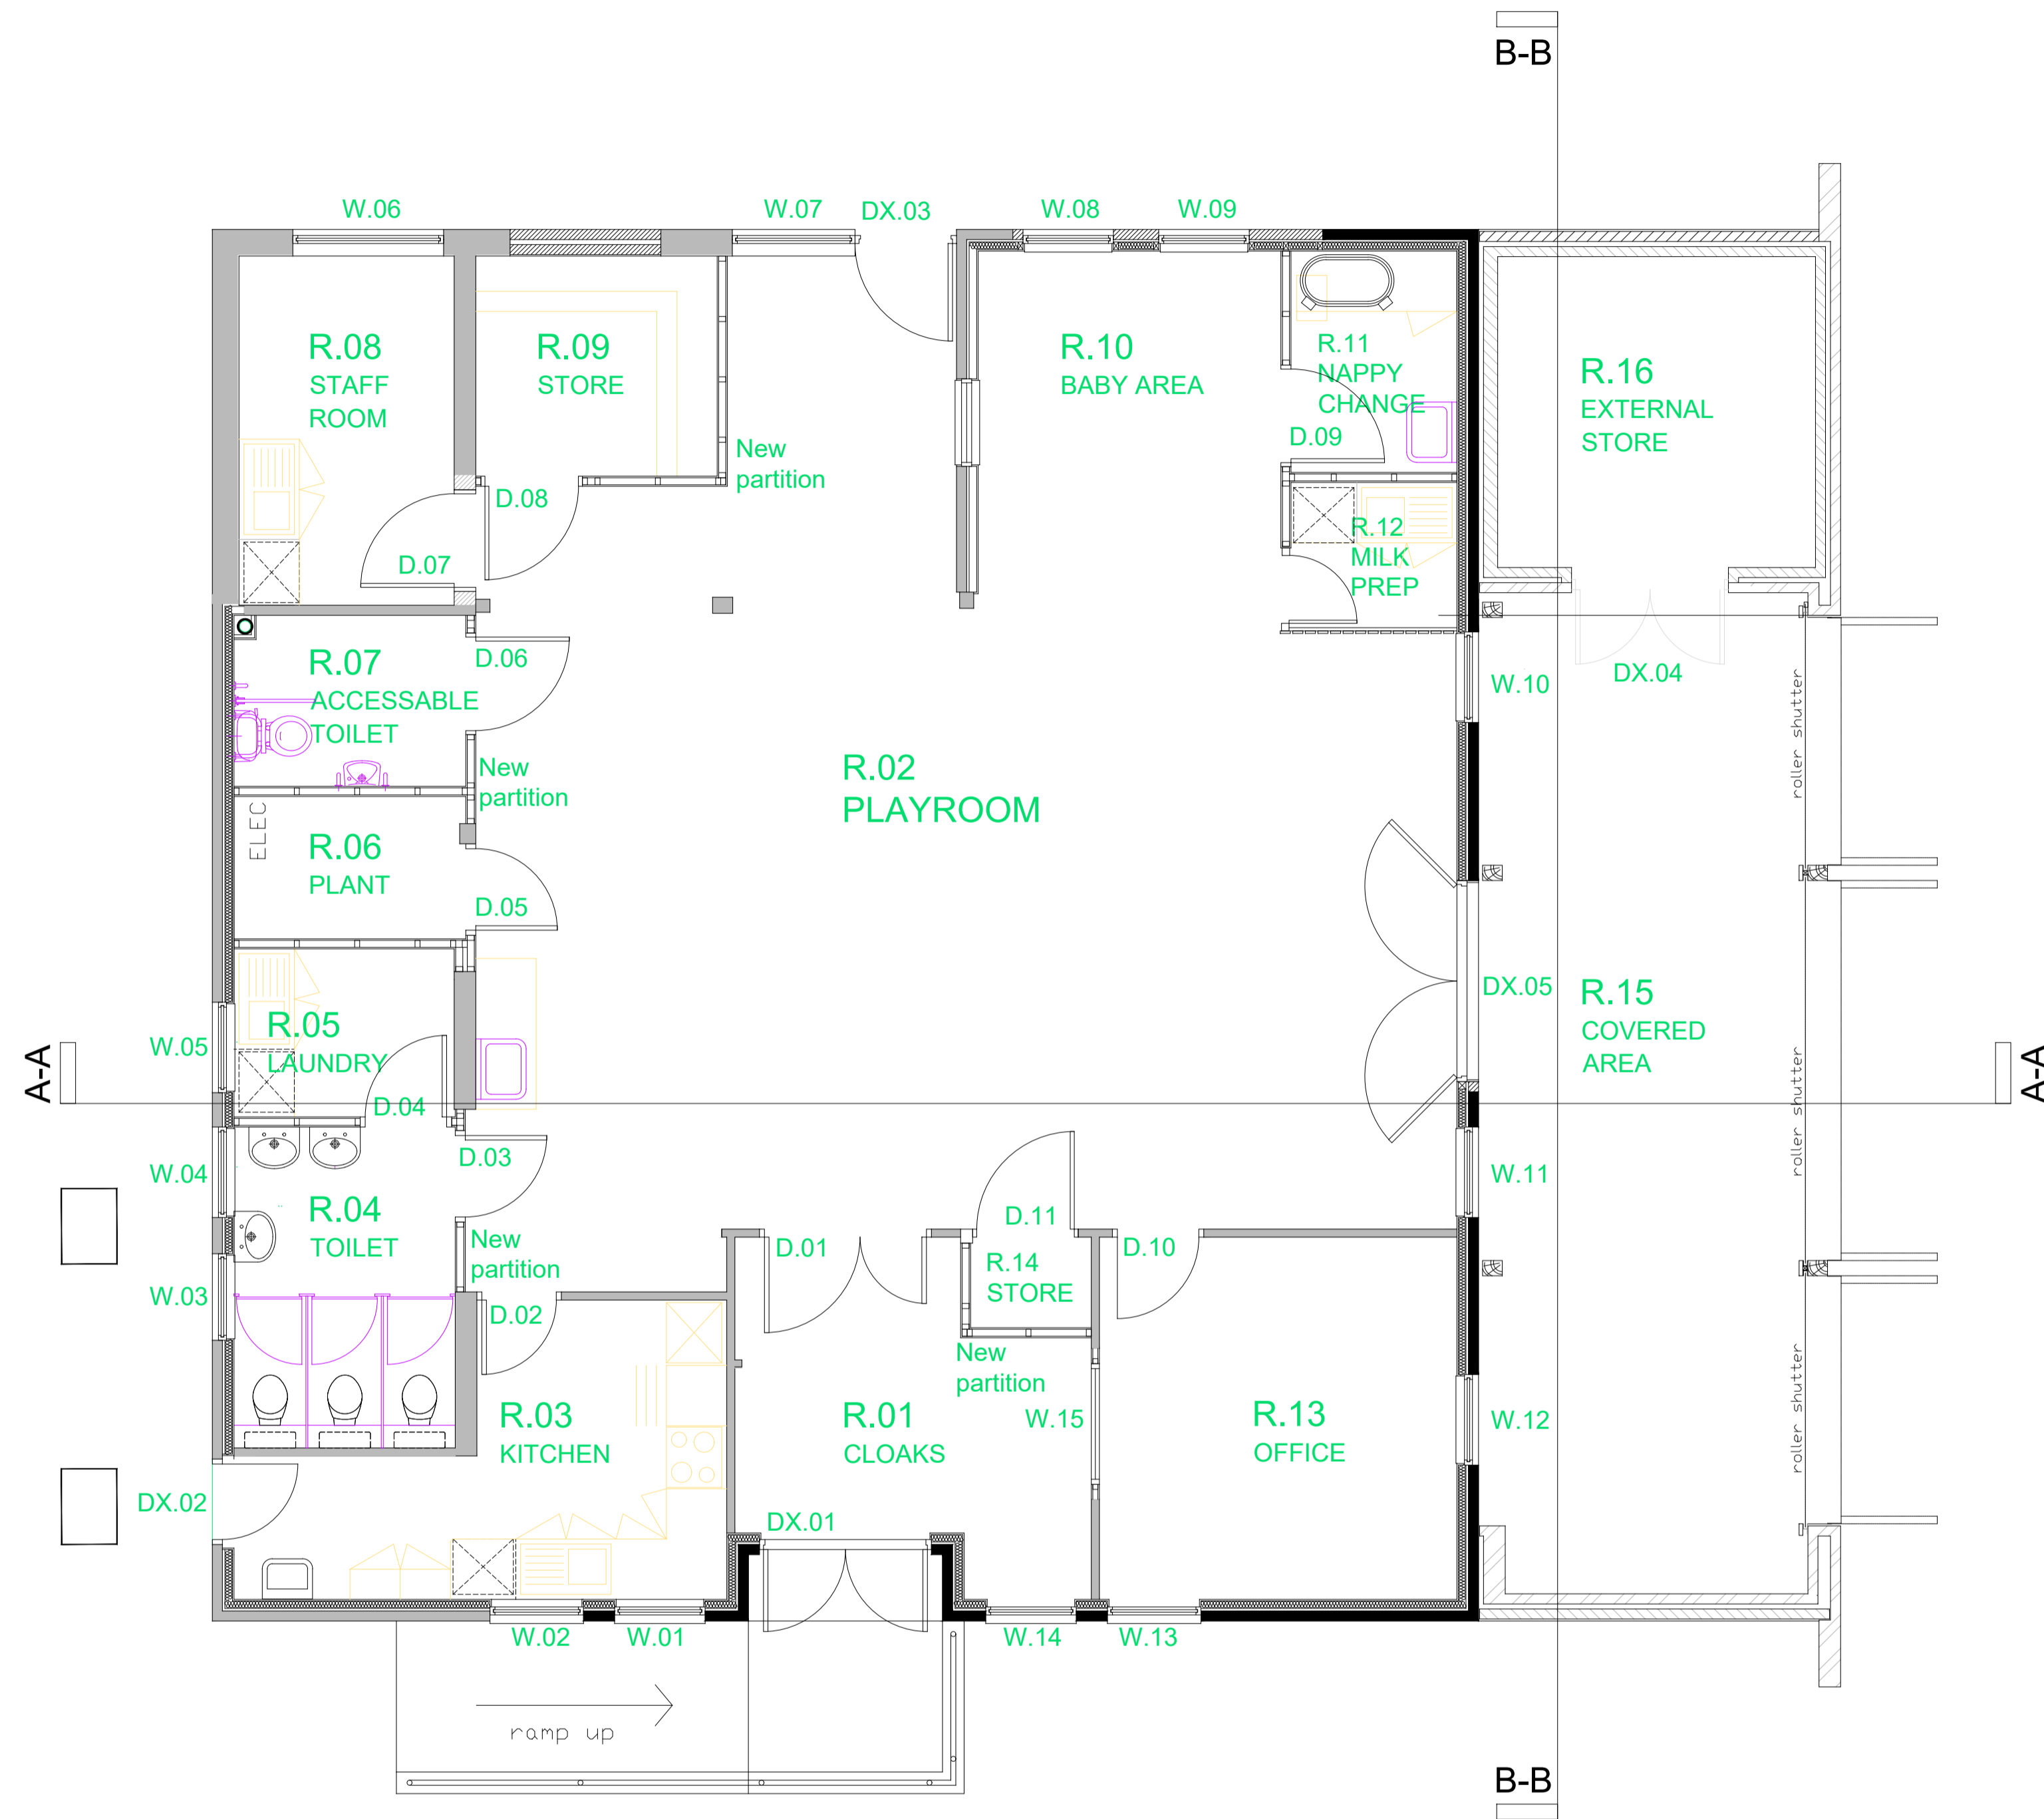 B-B
W.06
W.07
DX.03
W.08
W.09
R.08
STAFF
ROOM
R.09
STORE
R.10
BABY AREA
R.11
NAPPY
CHANGE
R.16
EXTERNAL
STORE
New
partition
D.09
D.08
R.12
MILK
PREP
D.07
R.07
ACCESSABLE
TOILET
D.06
W.10
DX.04
roller shutter
New
partition
R.02
PLAYROOM
ELEC
R.06
PLANT
D.05
DX.05
R.15
COVERED
AREA
R.05
LAUNDRY
W.05
A-A
A-A
D.04
roller shutter
D.03
W.04
W.11
R.04
TOILET
New
partition
D.01
D.11
D.10
R.14
STORE
W.03
D.02
New
partition
R.03
KITCHEN
R.01
CLOAKS
W.15
R.13
OFFICE
W.12
roller shutter
DX.02
DX.01
W.02
W.01
W.14
W.13
ramp up
B-B